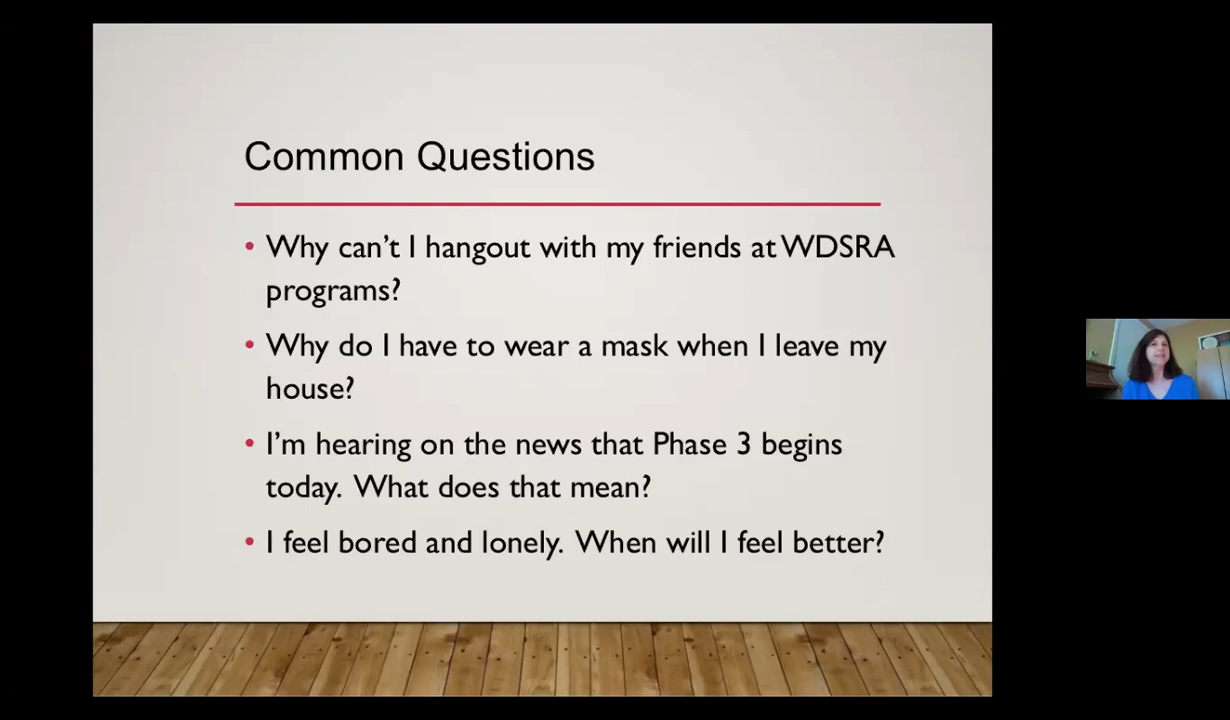 Common Questions
• Why can't I hangout with my friends at WDSRA
programs?
• Why do I have to wear a mask when I leave my
house?
• I'm hearing on the news that Phase 3 begins
today. What does that mean?
• I feel bored and lonely. When will I feel better?